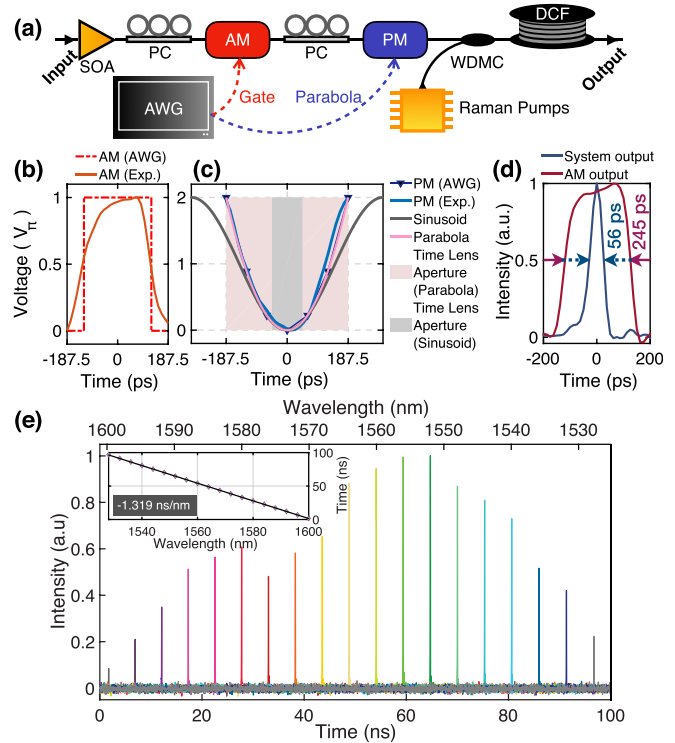 (a)
Input
SOA
PC
AM
PC
PM
WDMC
DCF
Output
AWG
Gate
Parabola
Raman Pumps
(b)
AM (AWG)
AM (Exp.)
Voltage (Vπ)
2
1
0
-187.5 0 187.5
Time (ps)
(c)
2
1
0
-187.5 0 187.5
Time (ps)
PM (AWG)
PM (Exp.)
Sinusoid
Parabola
Time Lens
Aperture
(Parabola)
Time Lens
Aperture
(Sinusoid)
(d)
System output
AM output
Intensity (a.u.)
1
0.5
0
56 ps
245 ps
-200 0 200
Time (ps)
(e)
Wavelength (nm)
1600 1590 1580 1570 1560 1550 1540 1530
Intensity (a.u)
1
0.8
0.6
0.4
0.2
0
-1.319 ns/nm
100
50
0
Time (ns)
1540 1560 1580 1600
Wavelength (nm)
0 20 40 60 80 100
Time (ns)